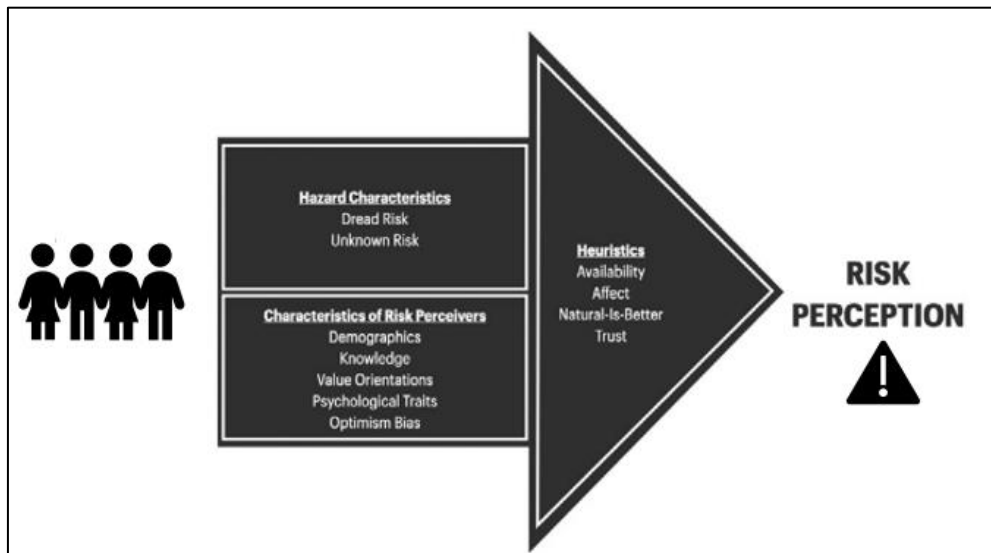 Hazard Characteristics
Dread Risk
Unknown Risk
Characteristics of Risk Perceivers
Demographics
Knowledge
Value Orientations
Psychological Traits
Optimism Bias
Heuristics
Availability
Affect
Natural-Is-Better
Trust
RISK
PERCEPTION